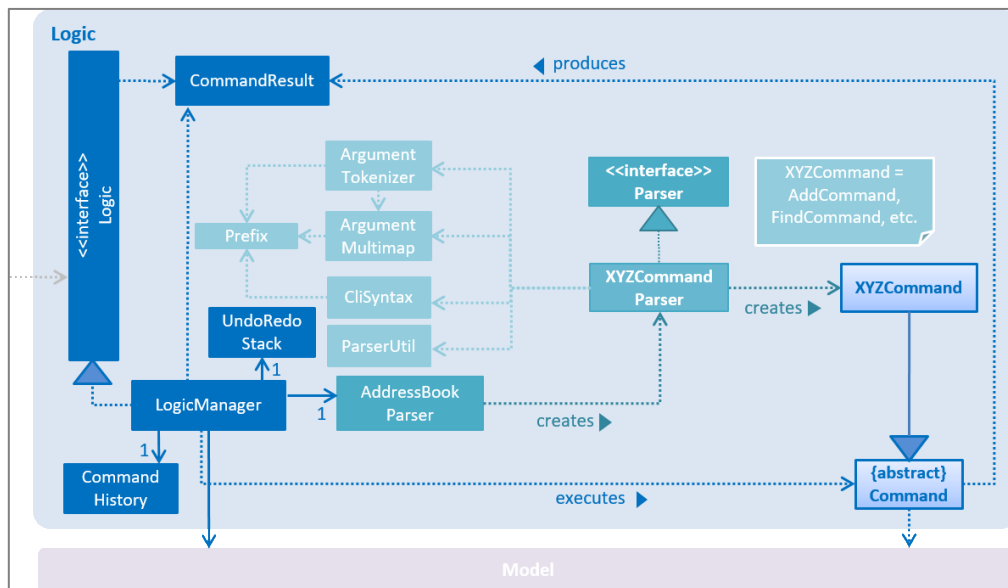 Logic
<<interface>>
Logic
CommandResult
produces
Argument
Tokenizer
<<interface>>
Parser
XYZCommand =
AddCommand,
FindCommand, etc.
Prefix
Argument
Multimap
XYZCommand
Parser
XYZCommand
CliSyntax
creates
UndoRedo
Stack
ParserUtil
1
LogicManager
AddressBook
Parser
1
creates
1
Command
History
executes
{abstract}
Command
Model